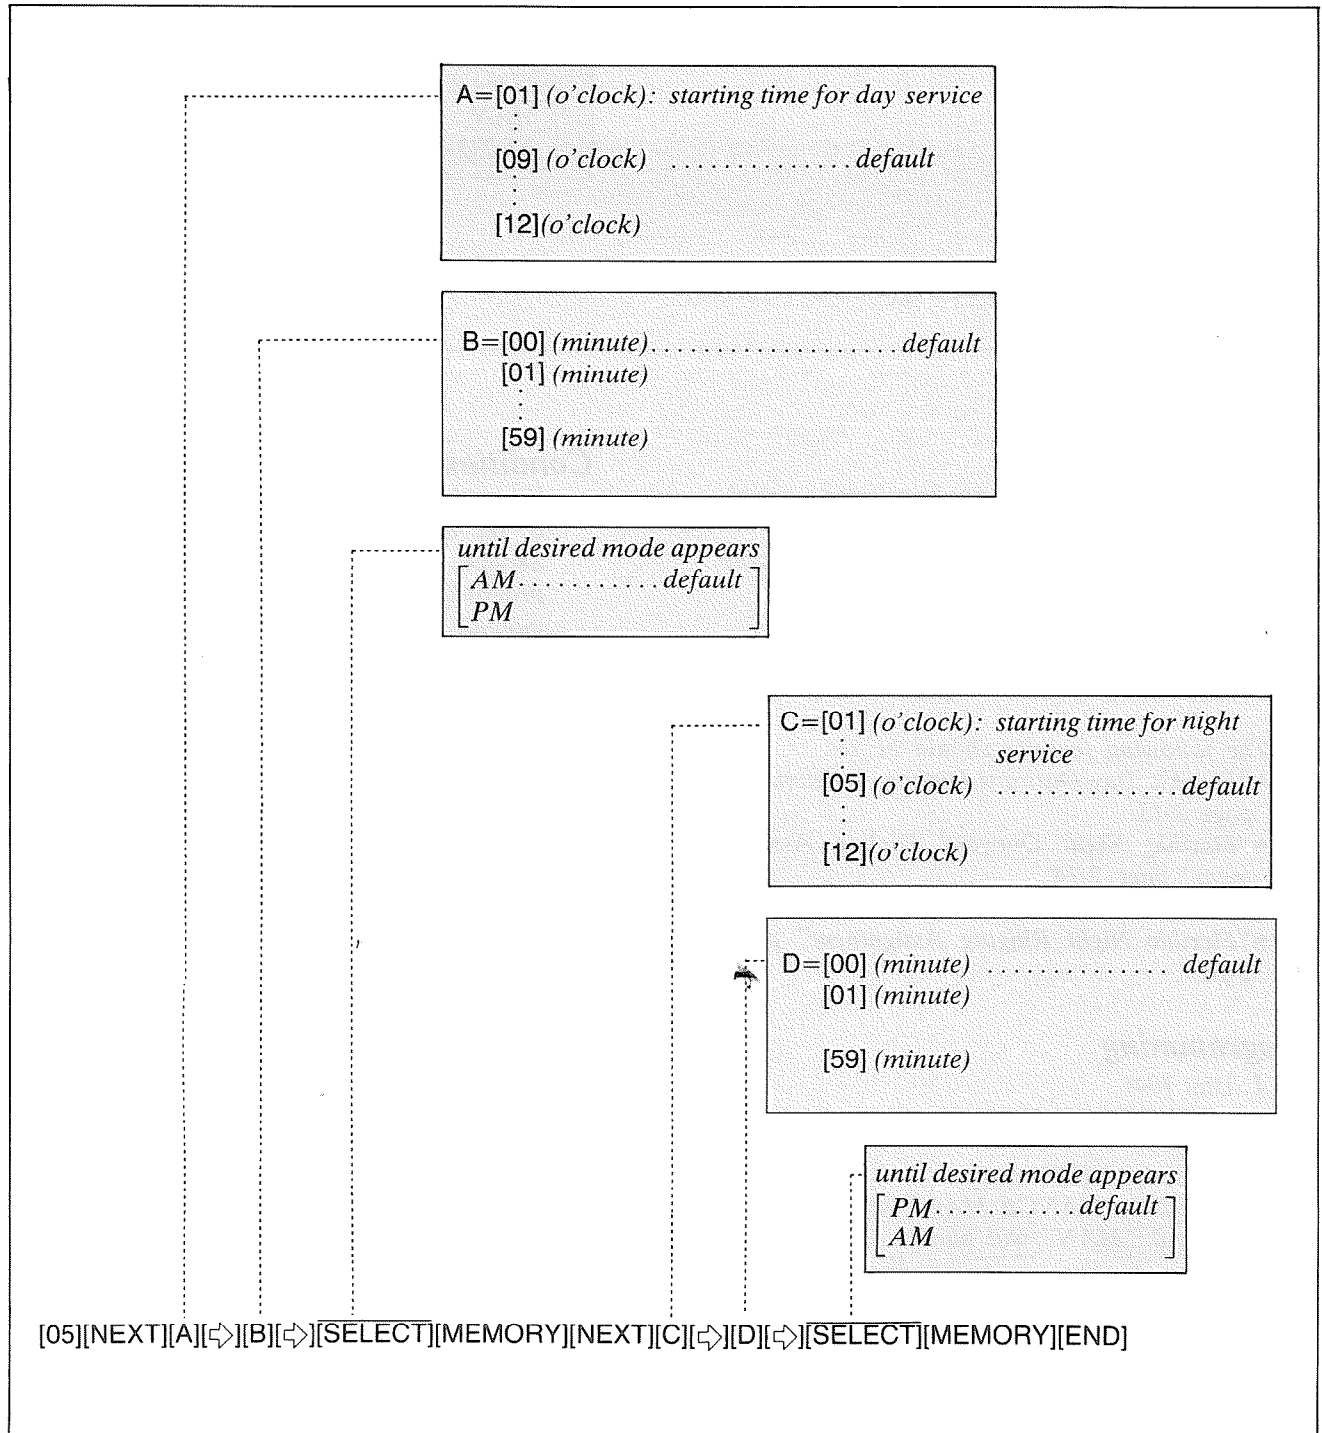 A=[01] (o'clock): starting time for day service
[09] (o'clock) .............. default
[12](o'clock)
B=[00] (minute)................... default
[01] (minute)
[59] (minute)
until desired mode appears
[AM........... default]
[PM]
C=[01] (o'clock): starting time for night
service
[05] (o'clock) .............. default
[12](o'clock)
D=[00] (minute) .............. default
[01] (minute)
[59] (minute)
until desired mode appears
[PM........... default]
[AM]
[05][NEXT][A][⇨][B][⇨][SELECT][MEMORY][NEXT][C][⇨][D][⇨][SELECT][MEMORY][END]